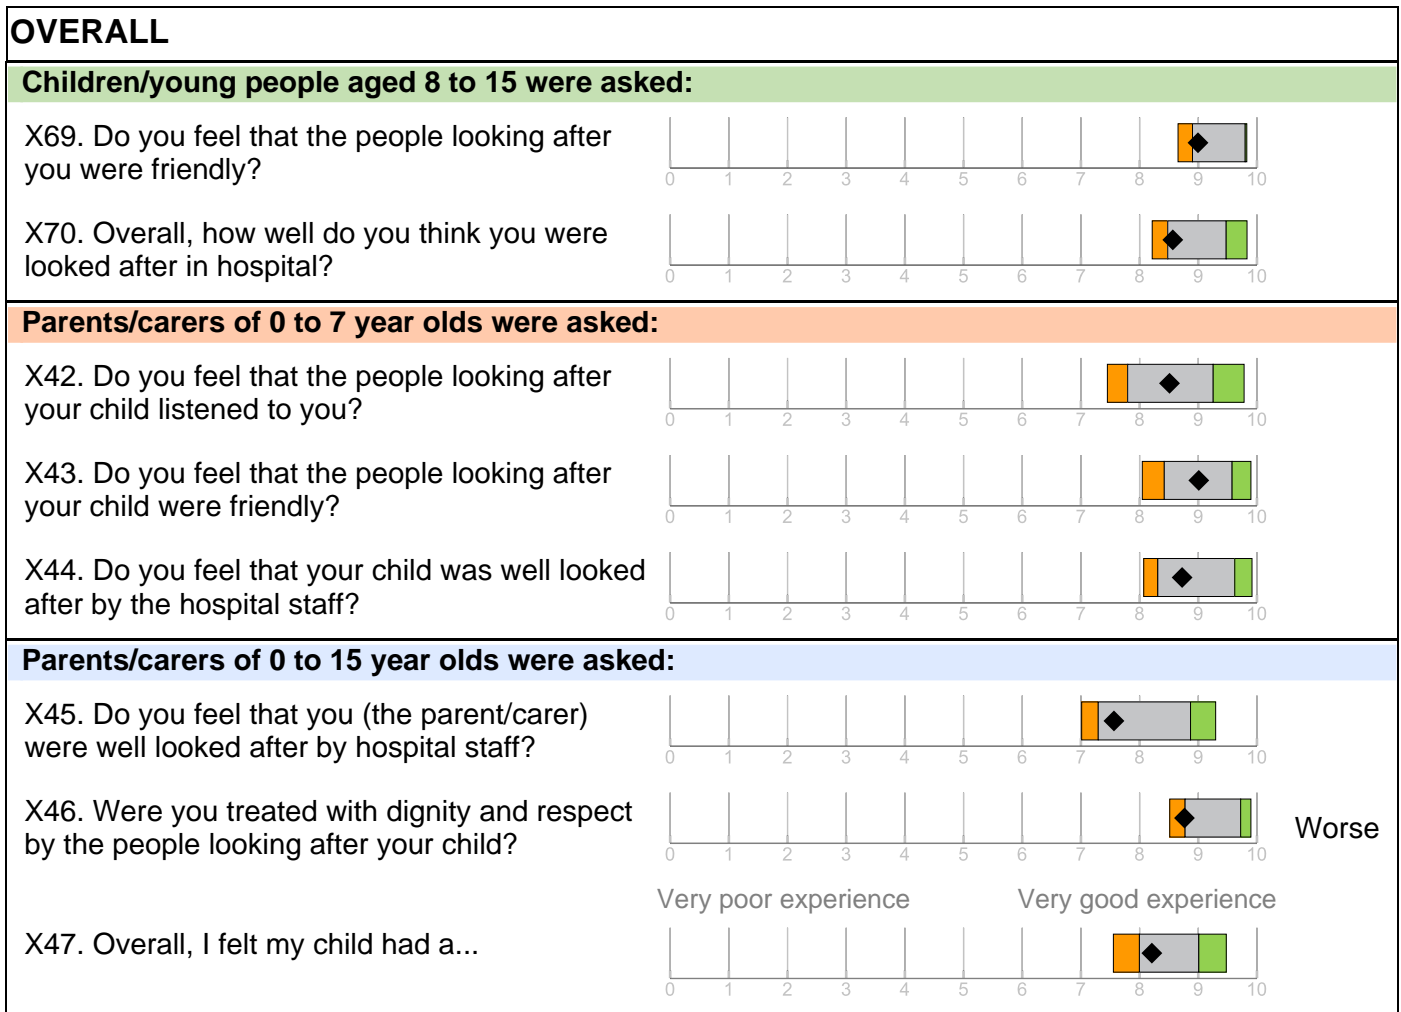 OVERALL
Children/young people aged 8 to 15 were asked:
X69. Do you feel that the people looking after
you were friendly?
0 1 2 3 4 5 6 7 8 9 10
X70. Overall, how well do you think you were
looked after in hospital?
0 1 2 3 4 5 6 7 8 9 10
Parents/carers of 0 to 7 year olds were asked:
X42. Do you feel that the people looking after
your child listened to you?
0 1 2 3 4 5 6 7 8 9 10
X43. Do you feel that the people looking after
your child were friendly?
0 1 2 3 4 5 6 7 8 9 10
X44. Do you feel that your child was well looked
after by the hospital staff?
0 1 2 3 4 5 6 7 8 9 10
Parents/carers of 0 to 15 year olds were asked:
X45. Do you feel that you (the parent/carer)
were well looked after by hospital staff?
0 1 2 3 4 5 6 7 8 9 10
X46. Were you treated with dignity and respect
by the people looking after your child?
0 1 2 3 4 5 6 7 8 9 10
Worse
Very poor experience Very good experience
X47. Overall, I felt my child had a...
0 1 2 3 4 5 6 7 8 9 10